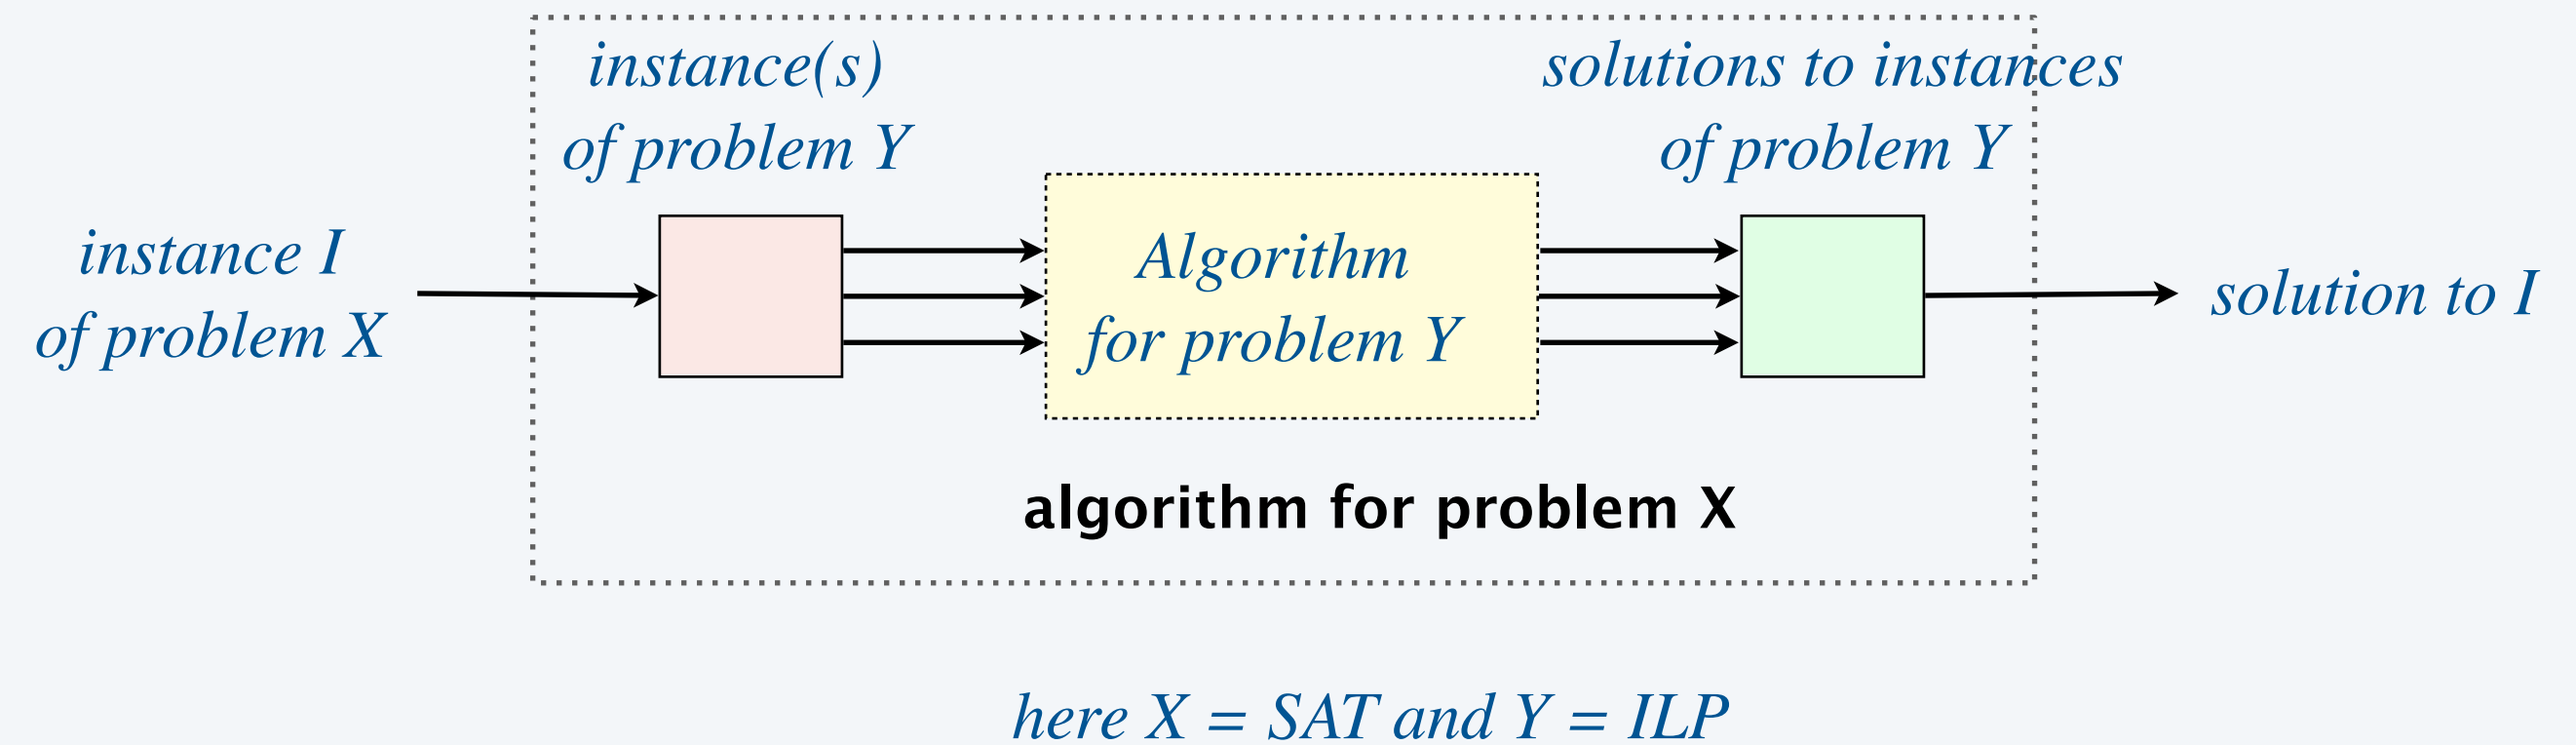 instance(s)
of problem Y
solutions to instances
of problem Y
instance I
of problem X
Algorithm
for problem Y
solution to I
algorithm for problem X
here X = SAT and Y = ILP